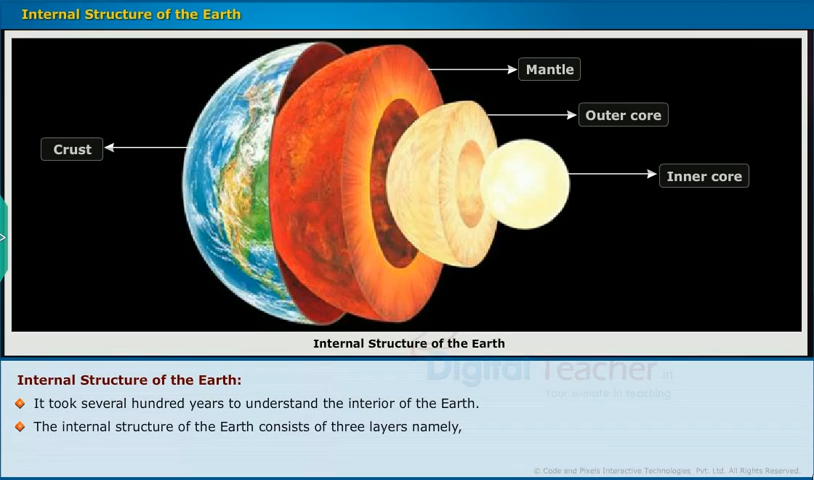 Internal Structure of the Earth
Mantle
Outer core
Crust
Inner core
Internal Structure of the Earth
Digital Teacher.in
Your e-mate in teaching
Internal Structure of the Earth:
It took several hundred years to understand the interior of the Earth.
The internal structure of the Earth consists of three layers namely,
© Code and Pixels Interactive Technologies Pvt. Ltd. All Rights Reserved.